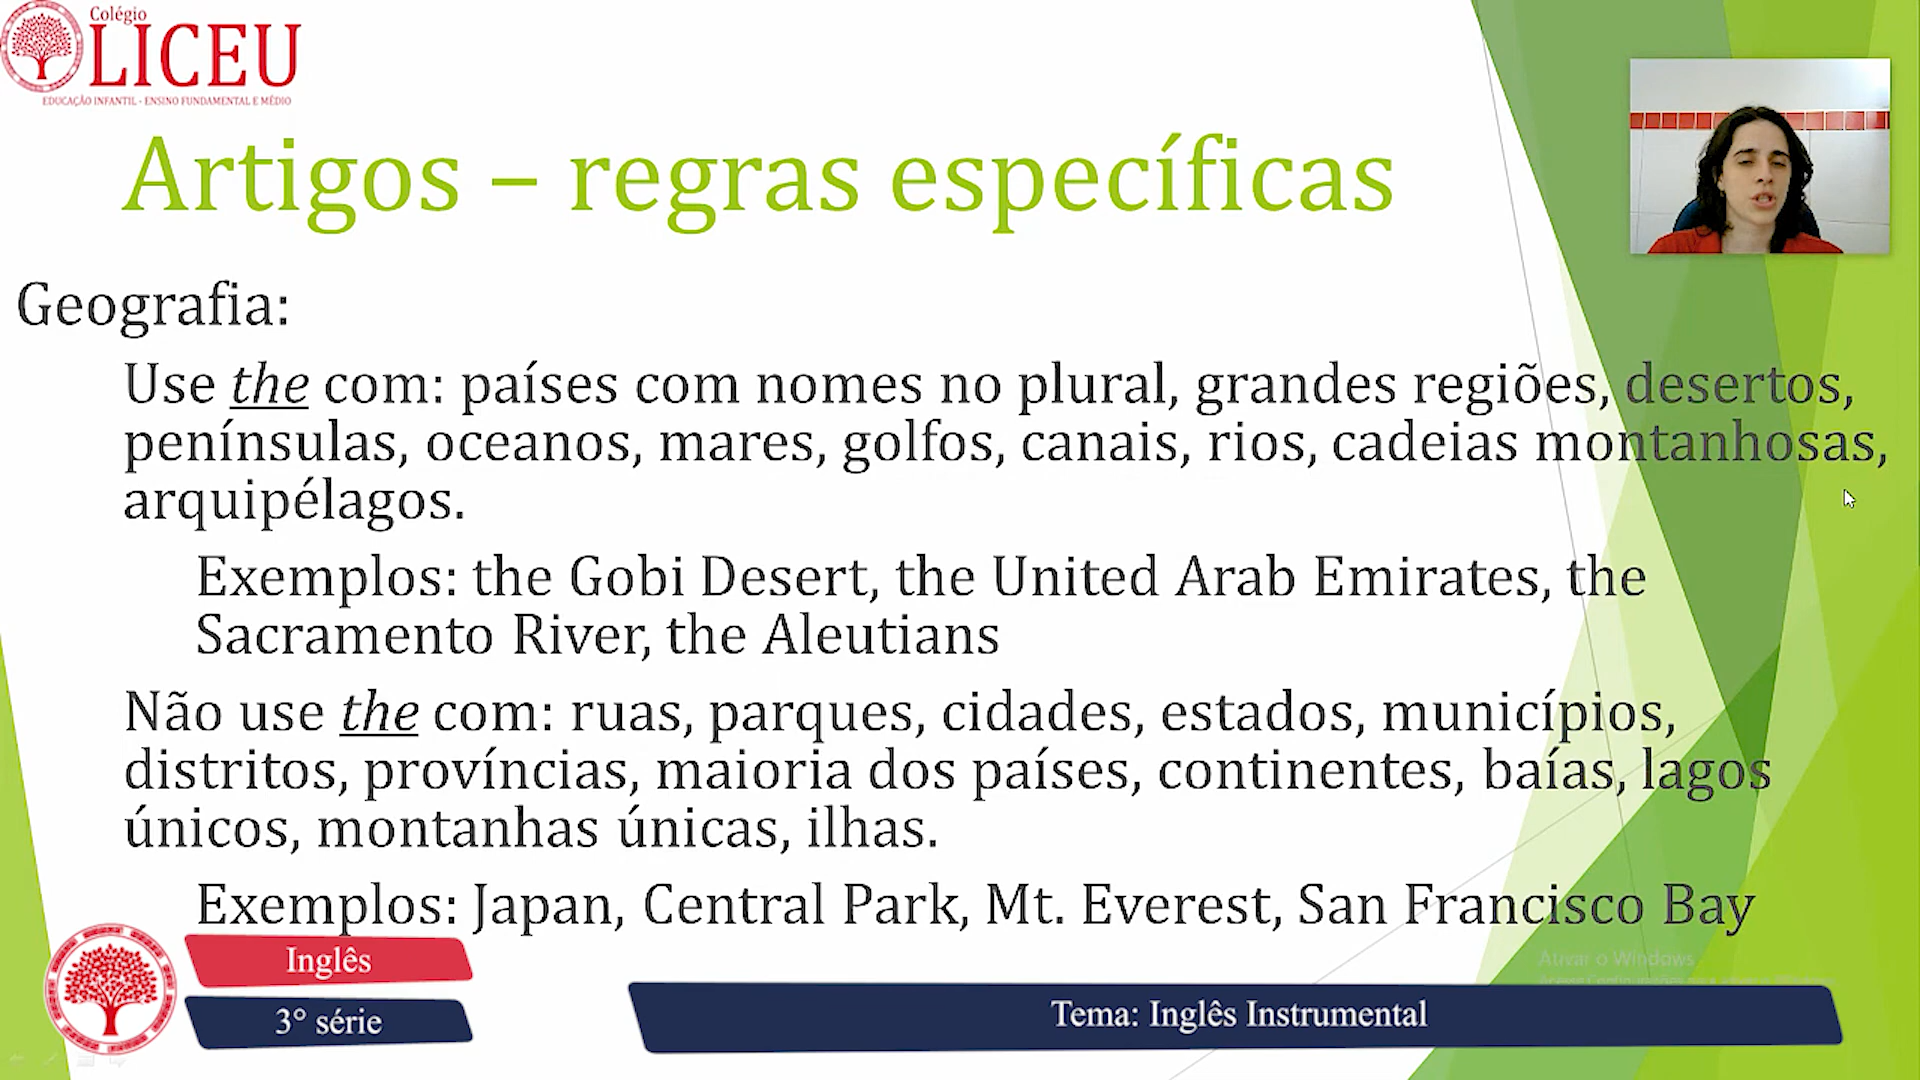 Colégio
LICEU
EDUCAÇÃO INFANTIL - ENSINO FUNDAMENTAL E MÉDIO
Artigos – regras específicas
Geografia:
Use the com: países com nomes no plural, grandes regiões, desertos,
penínsulas, oceanos, mares, golfos, canais, rios, cadeias montanhosas,
arquipélagos.
Exemplos: the Gobi Desert, the United Arab Emirates, the
Sacramento River, the Aleutians
Não use the com: ruas, parques, cidades, estados, municípios,
distritos, províncias, maioria dos países, continentes, baías, lagos
únicos, montanhas únicas, ilhas.
Exemplos: Japan, Central Park, Mt. Everest, San Francisco Bay
Ativar o Windows
Inglês
3° série
Tema: Inglês Instrumental